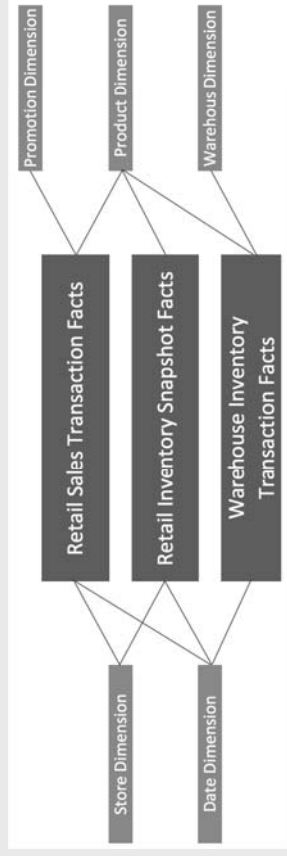 Store Dimension
Date Dimension
Retail Sales Transaction Facts
Retail Inventory Snapshot Facts
Warehouse Inventory
Transaction Facts
Promotion Dimension
Product Dimension
Warehous Dimension